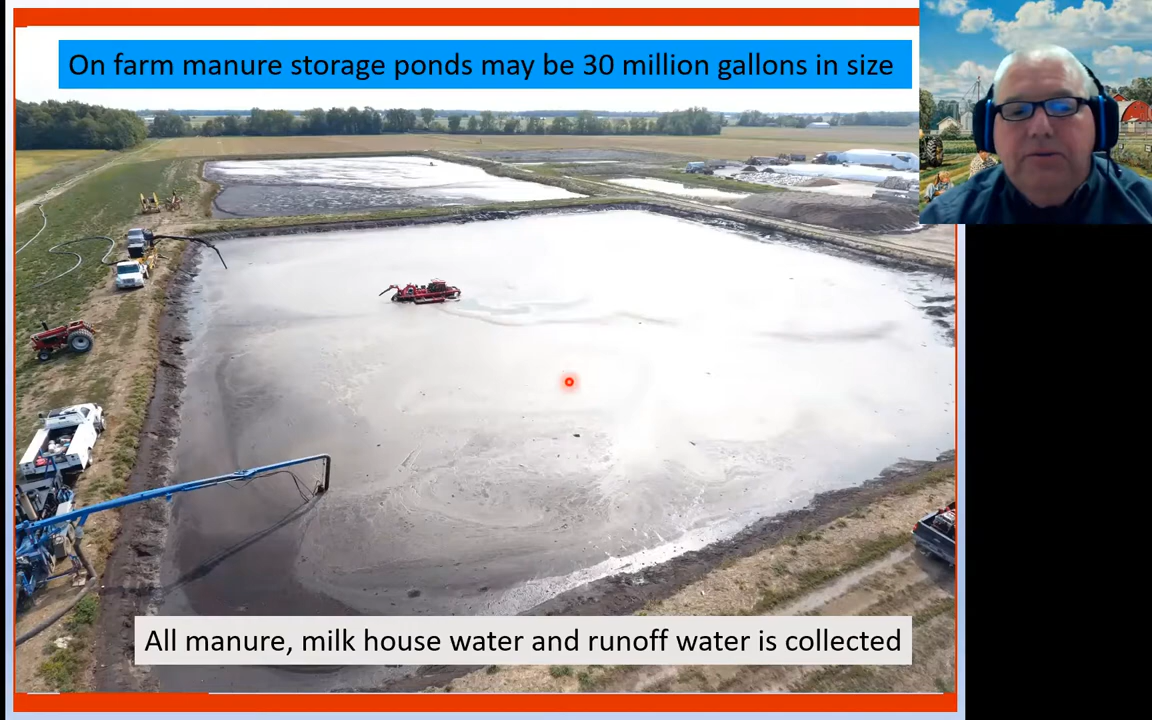 On farm manure storage ponds may be 30 million gallons in size
All manure, milk house water and runoff water is collected